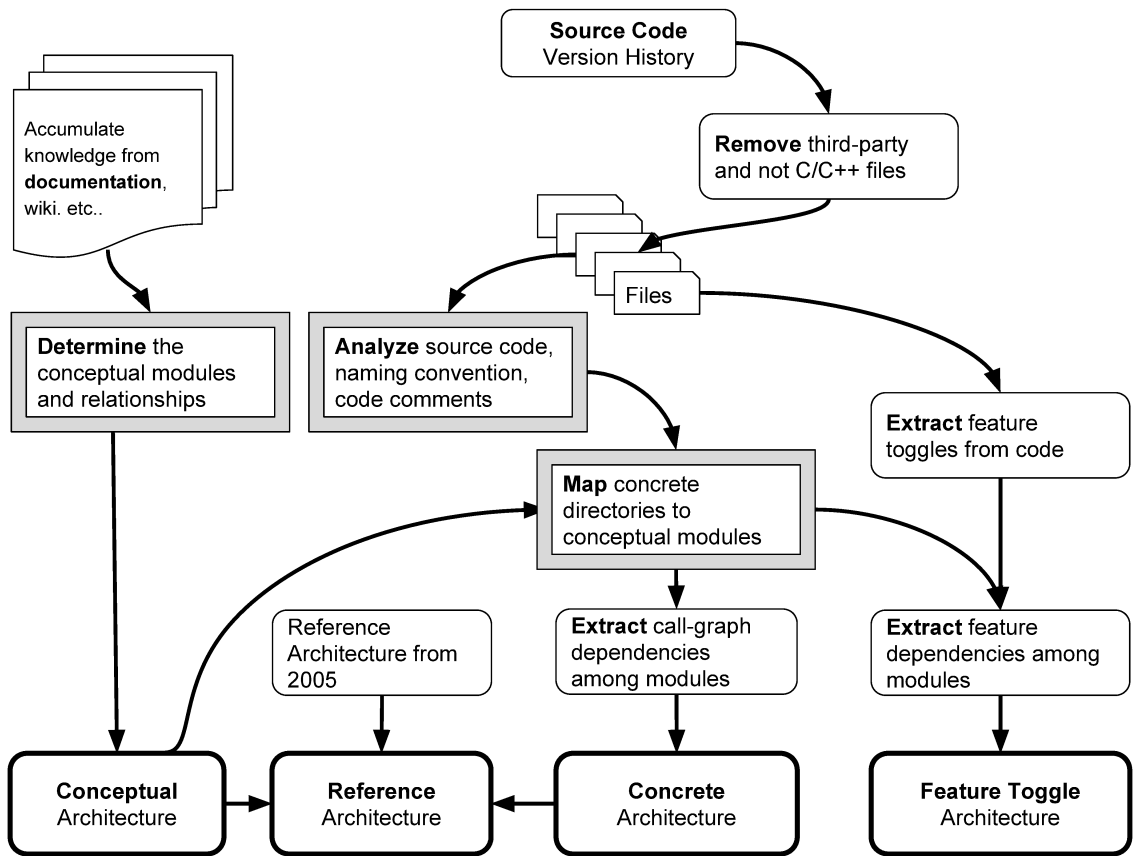 Source Code
Version History
Accumulate
knowledge from
documentation,
wiki. etc..
Remove third-party
and not C/C++ files
Files
Determine the
conceptual modules
and relationships
Analyze source code,
naming convention,
code comments
Extract feature
toggles from code
Map concrete
directories to
conceptual modules
Reference
Architecture from
2005
Extract call-graph
dependencies
among modules
Extract feature
dependencies among
modules
Conceptual
Architecture
Reference
Architecture
Concrete
Architecture
Feature Toggle
Architecture